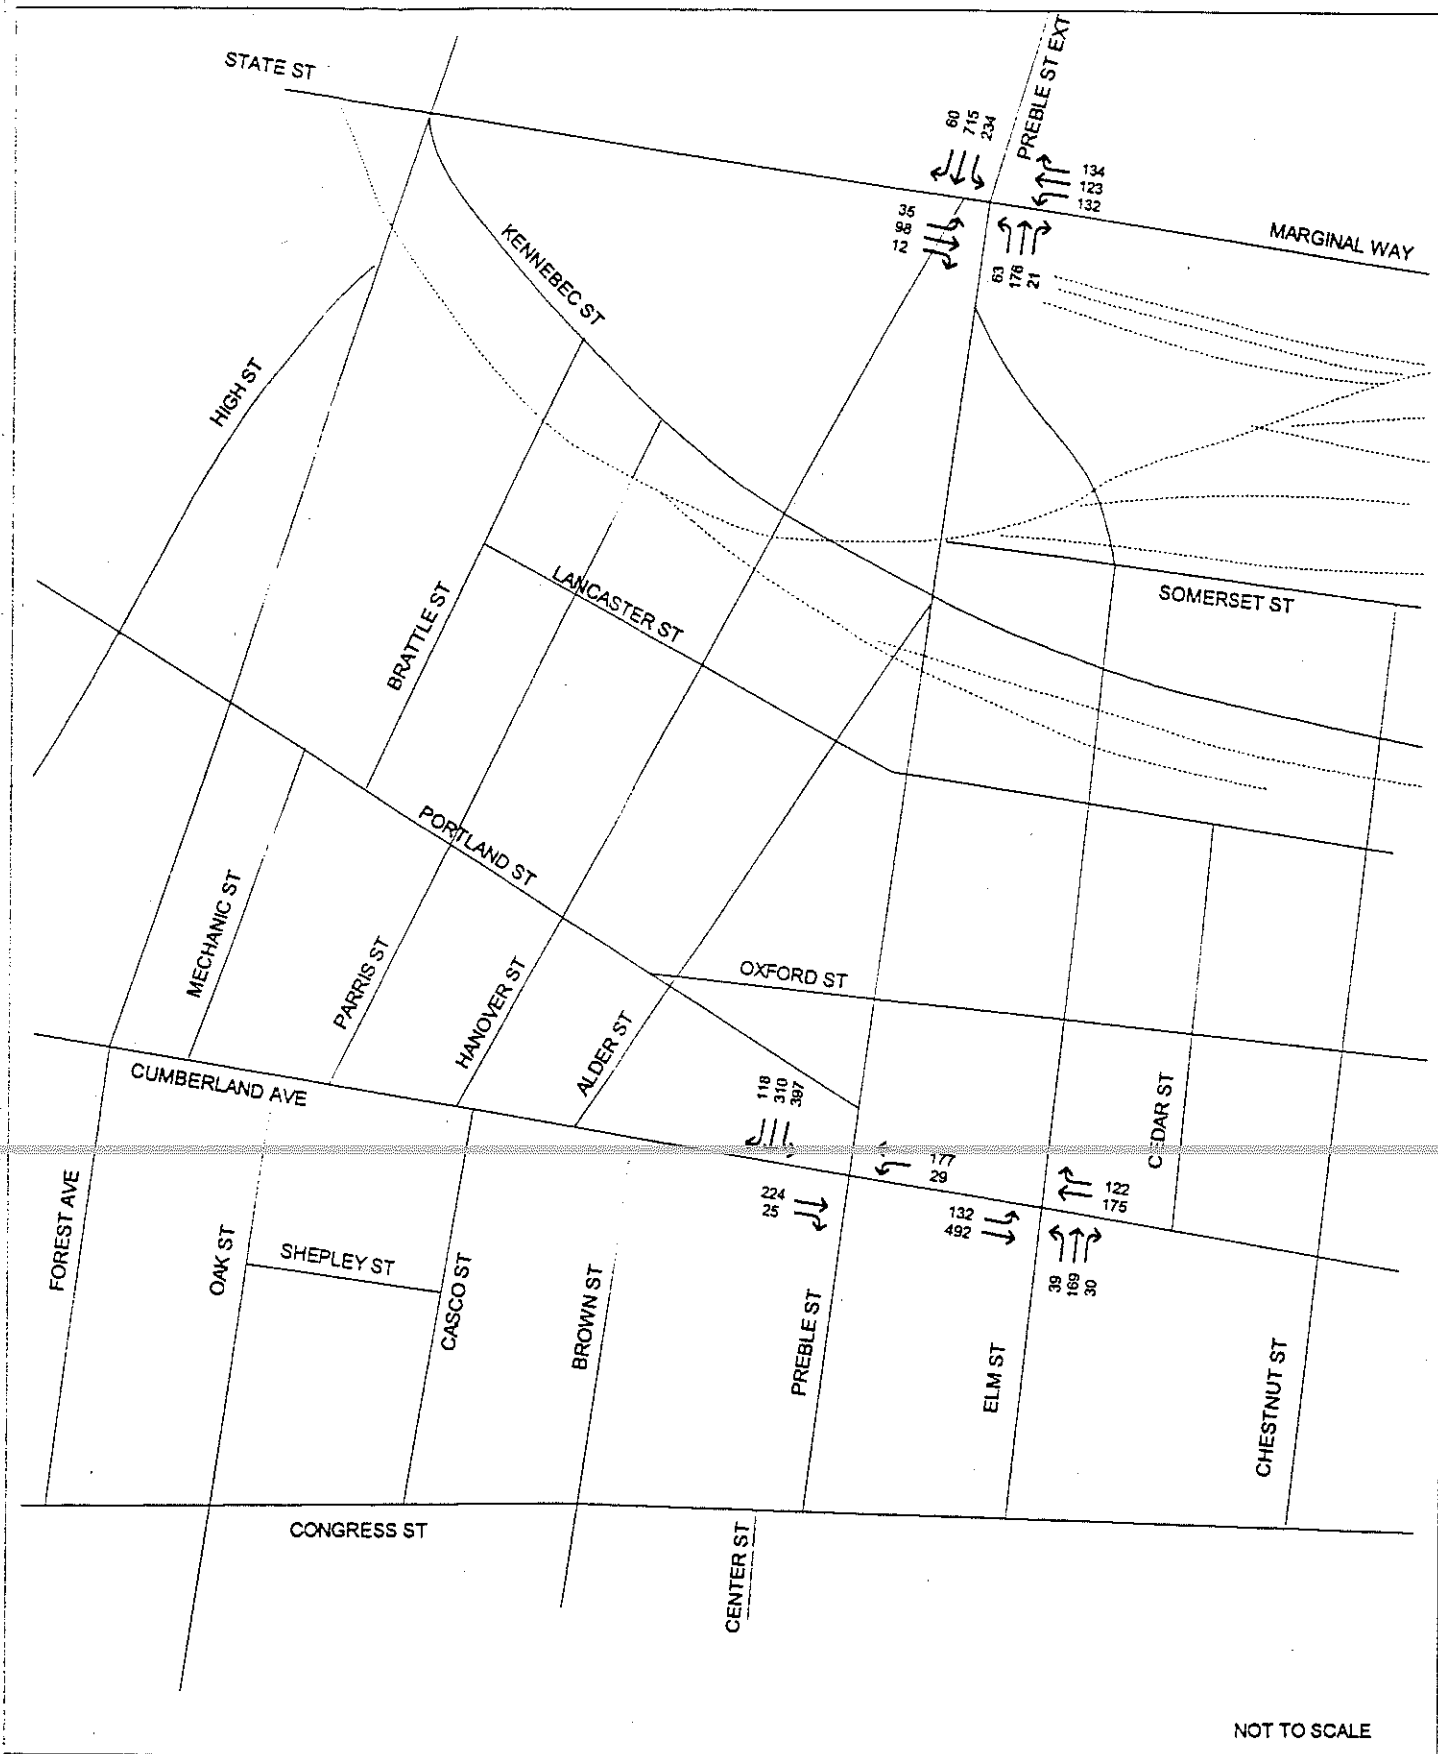 STATE ST
PREBLE ST EXT
60
715
234
134
123
132
35
98
12
63
176
21
MARGINAL WAY
KENNEBEC ST
HIGH ST
BRATTLE ST
LANCASTER ST
SOMERSET ST
PORTLAND ST
MECHANIC ST
PARRIS ST
HANOVER ST
ALDER ST
OXFORD ST
CUMBERLAND AVE
118
310
397
CEDAR ST
177
29
224
25
132
492
122
175
39
169
30
FOREST AVE
OAK ST
SHEPLEY ST
CASCO ST
BROWN ST
PREBLE ST
ELM ST
CHESTNUT ST
CONGRESS ST
CENTER ST
NOT TO SCALE